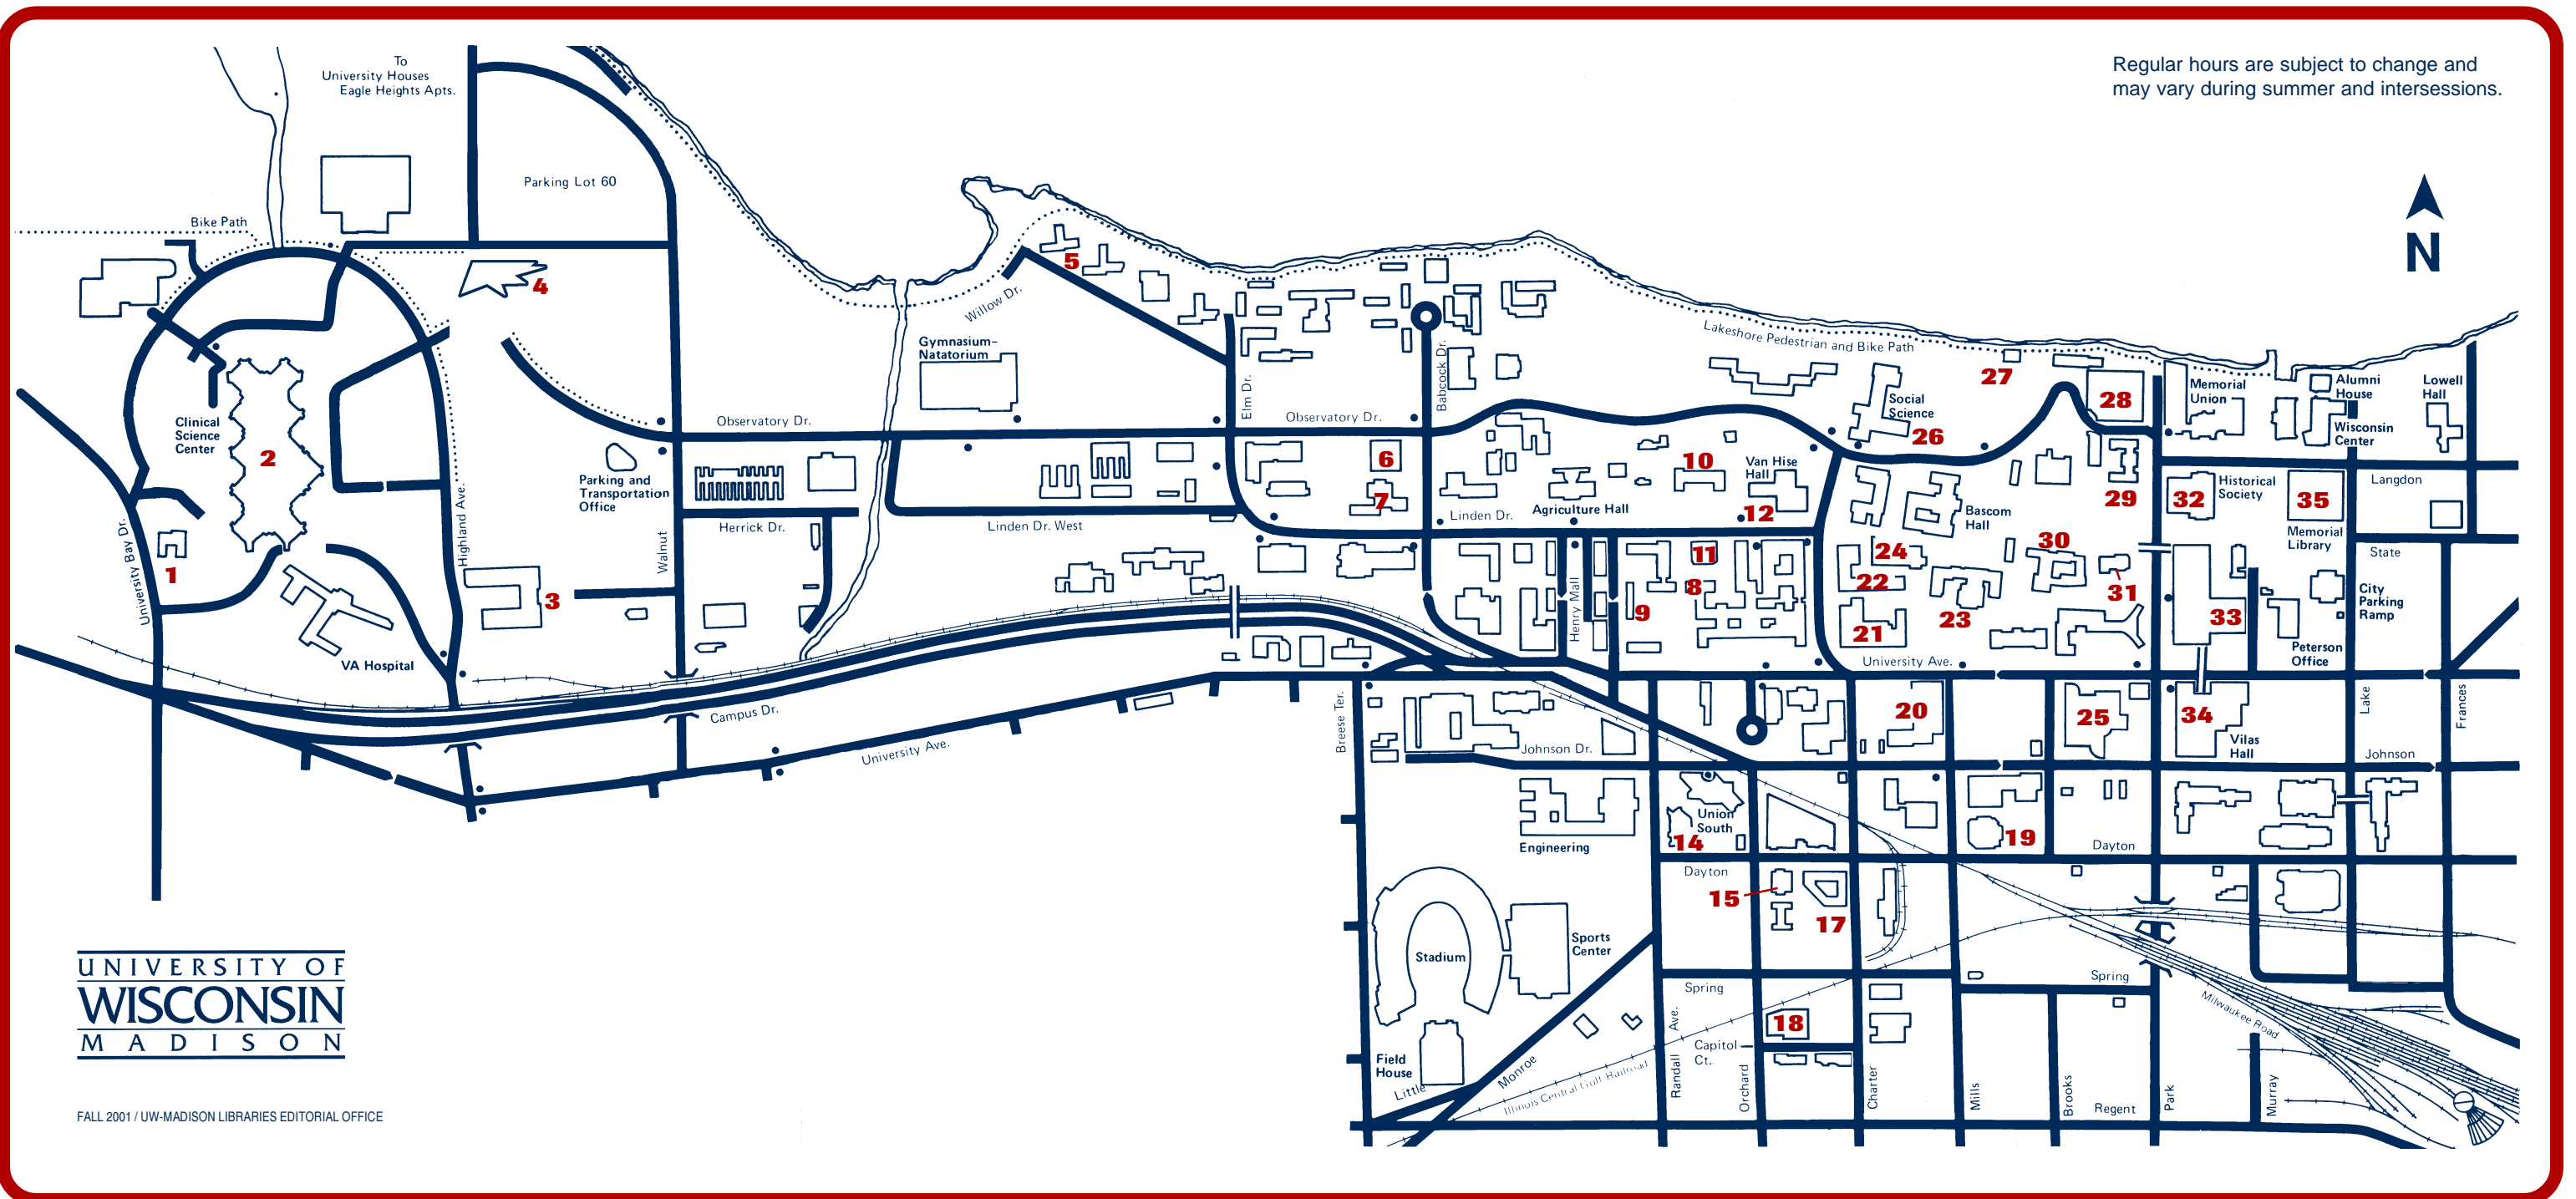 Regular hours are subject to change and
may vary during summer and intersessions.
To
University Houses
Eagle Heights Apts.
Parking Lot 60
Bike Path
N
4
5
Willow Dr.
Gymnasium–
Natatorium
Elm Dr.
Babcock Dr.
Lakeshore Pedestrian and Bike Path
27
28
Memorial
Union
Alumni
House
Lowell
Hall
Wisconsin
Center
Social
Science
26
Clinical
Science
Center
2
Observatory Dr.
Observatory Dr.
6
7
10
Van Hise
Hall
12
Parking and
Transportation
Office
Herrick Dr.
Linden Dr. West
Linden Dr.
Agriculture Hall
Bascom
Hall
29
32
Historical
Society
35
Langdon
Memorial
Library
State
University Bay Dr.
Highland Ave.
Walnut
1
3
VA Hospital
Henry Mall
11
8
9
24
22
21
23
30
31
33
City
Parking
Ramp
Peterson
Office
University Ave.
Campus Dr.
University Ave.
Breese Ter.
Johnson Dr.
20
25
34
Vilas
Hall
Lake
Frances
Johnson
Engineering
Union
South
14
19
Dayton
Dayton
15
17
Stadium
Sports
Center
Spring
Spring
Milwaukee Road
18
Capitol
Ct.
Field
House
Little
Monroe
Illinois Central Gulf Railroad
Randall Ave.
Orchard
Charter
Mills
Brooks
Regent
Park
Murray
UNIVERSITY OF
WISCONSIN
MADISON
FALL 2001 / UW-MADISON LIBRARIES EDITORIAL OFFICE